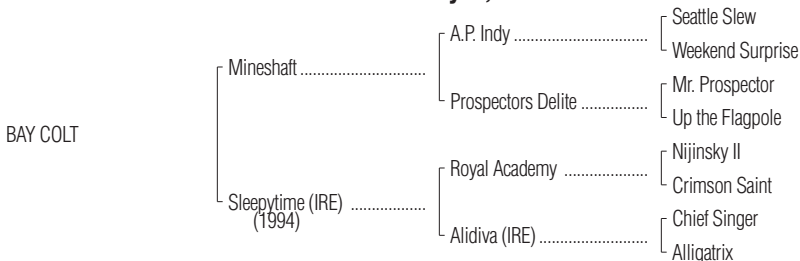 Seattle Slew
A.P. Indy ................................
Weekend Surprise
Mineshaft ..............................
Mr. Prospector
Prospectors Delite ................
Up the Flagpole
BAY COLT
Nijinsky II
Royal Academy ....................
Crimson Saint
Sleepytime (IRE) ..................
(1994)
Chief Singer
Alidiva (IRE) ..........................
Alligatrix